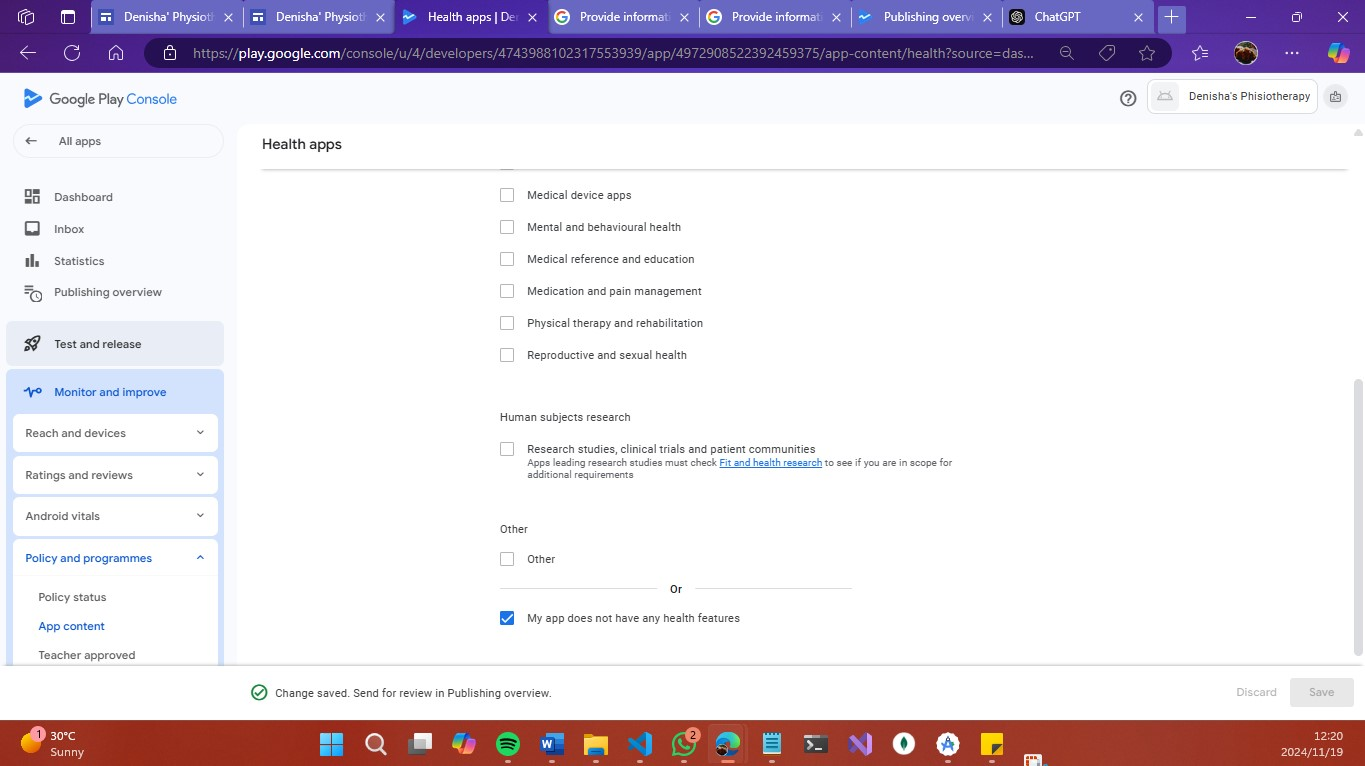 Denisha' Physioth
Denisha' Physioth
Health apps | Den
Provide informati
Provide informati
Publishing overv
ChatGPT
https://play.google.com/console/u/4/developers/4743988102317553939/app/4972908522392459375/app-content/health?source=das...
Google Play Console
Denisha's Phisiotherapy
All apps
Health apps
Dashboard
Inbox
Statistics
Publishing overview
Test and release
Monitor and improve
Reach and devices
Ratings and reviews
Android vitals
Policy and programmes
Policy status
App content
Teacher approved
Medical device apps
Mental and behavioural health
Medical reference and education
Medication and pain management
Physical therapy and rehabilitation
Reproductive and sexual health
Human subjects research
Research studies, clinical trials and patient communities
Apps leading research studies must check Fit and health research to see if you are in scope for
additional requirements
Other
Other
Or
My app does not have any health features
Change saved. Send for review in Publishing overview.
Discard
Save
1
30°C
Sunny
2
12:20
2024/11/19